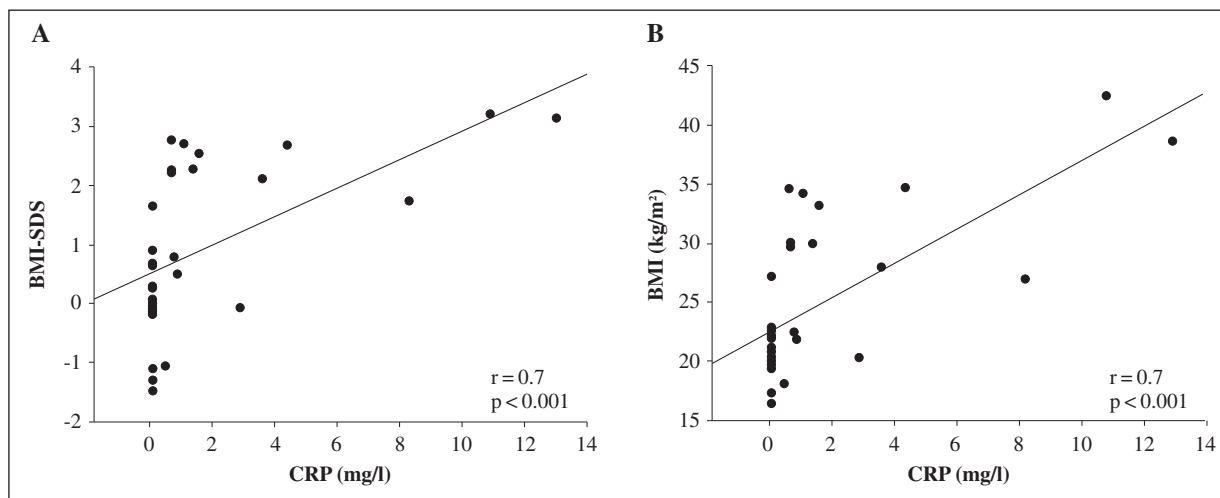 A
4
3
2
1
0
-1
-2
BMI-SDS
0 2 4 6 8 10 12 14
CRP (mg/l)
r = 0.7
p < 0.001
B
45
40
35
30
25
20
15
BMI (kg/m²)
0 2 4 6 8 10 12 14
CRP (mg/l)
r = 0.7
p < 0.001